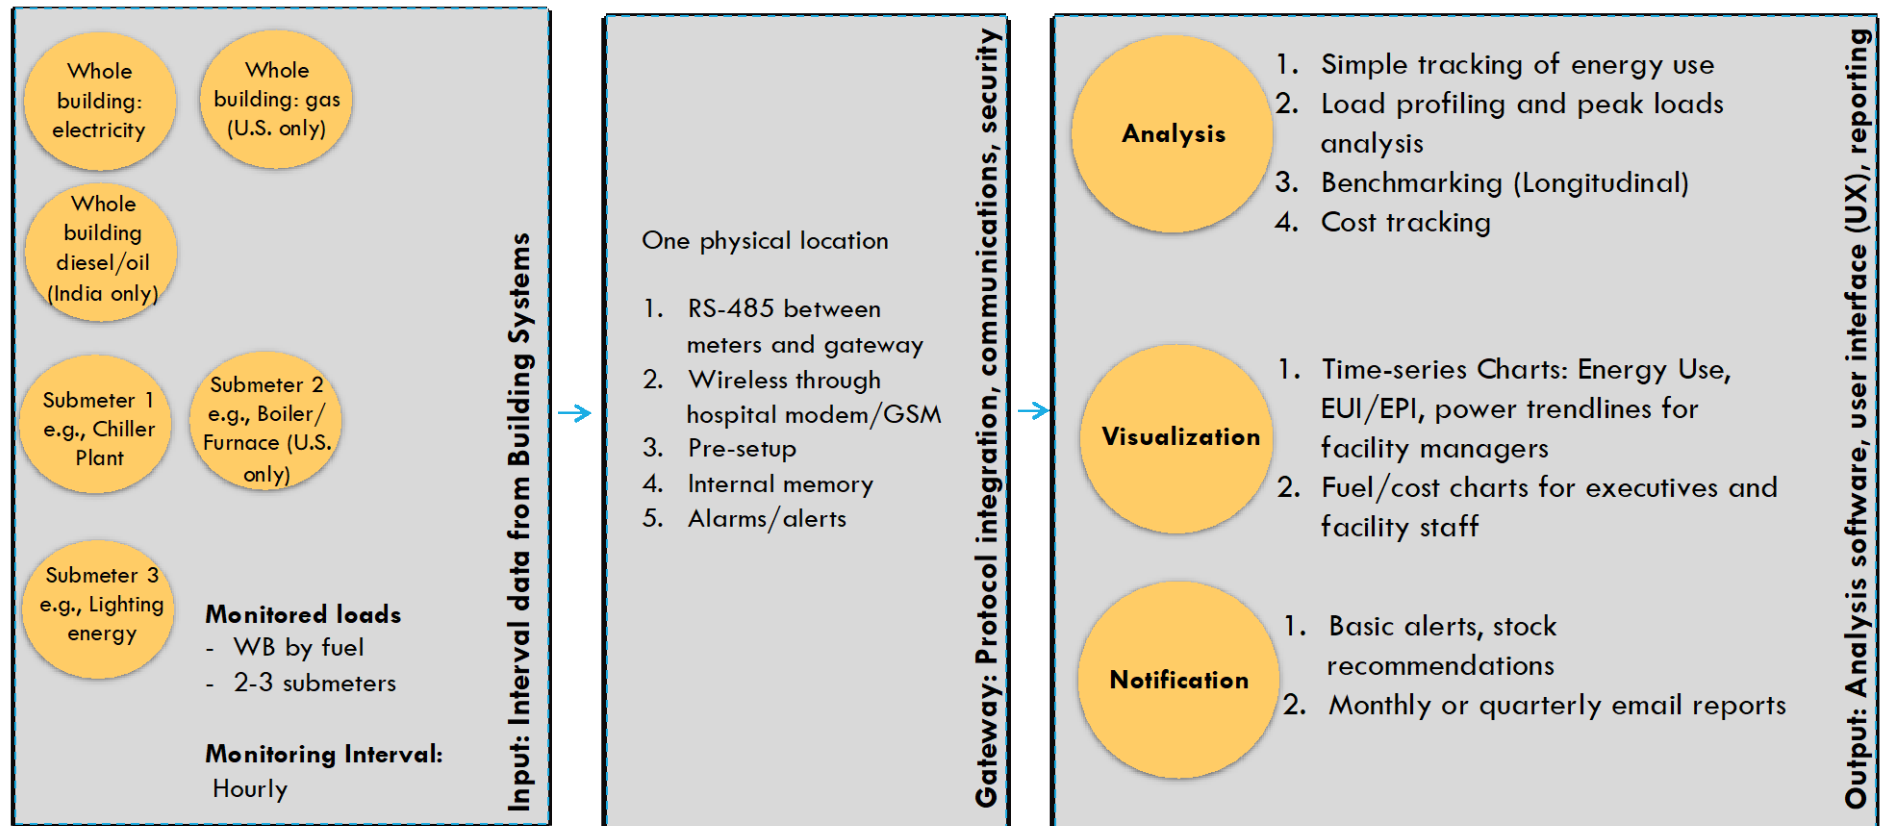 Whole
building:
electricity
Whole
building: gas
(U.S. only)
Whole
building
diesel/oil
(India only)
Submeter 1
e.g., Chiller
Plant
Submeter 2
e.g., Boiler/
Furnace (U.S.
only)
Submeter 3
e.g., Lighting
energy
Monitored loads
- WB by fuel
- 2-3 submeters
Monitoring Interval:
Hourly
Input: Interval data from Building Systems
One physical location
1. RS-485 between
meters and gateway
2. Wireless through
hospital modem/GSM
3. Pre-setup
4. Internal memory
5. Alarms/alerts
Gateway: Protocol integration, communications, security
Analysis
1. Simple tracking of energy use
2. Load profiling and peak loads
analysis
3. Benchmarking (Longitudinal)
4. Cost tracking
Visualization
1. Time-series Charts: Energy Use,
EUI/EPI, power trendlines for
facility managers
2. Fuel/cost charts for executives and
facility staff
Notification
1. Basic alerts, stock
recommendations
2. Monthly or quarterly email reports
Output: Analysis software, user interface (UX), reporting